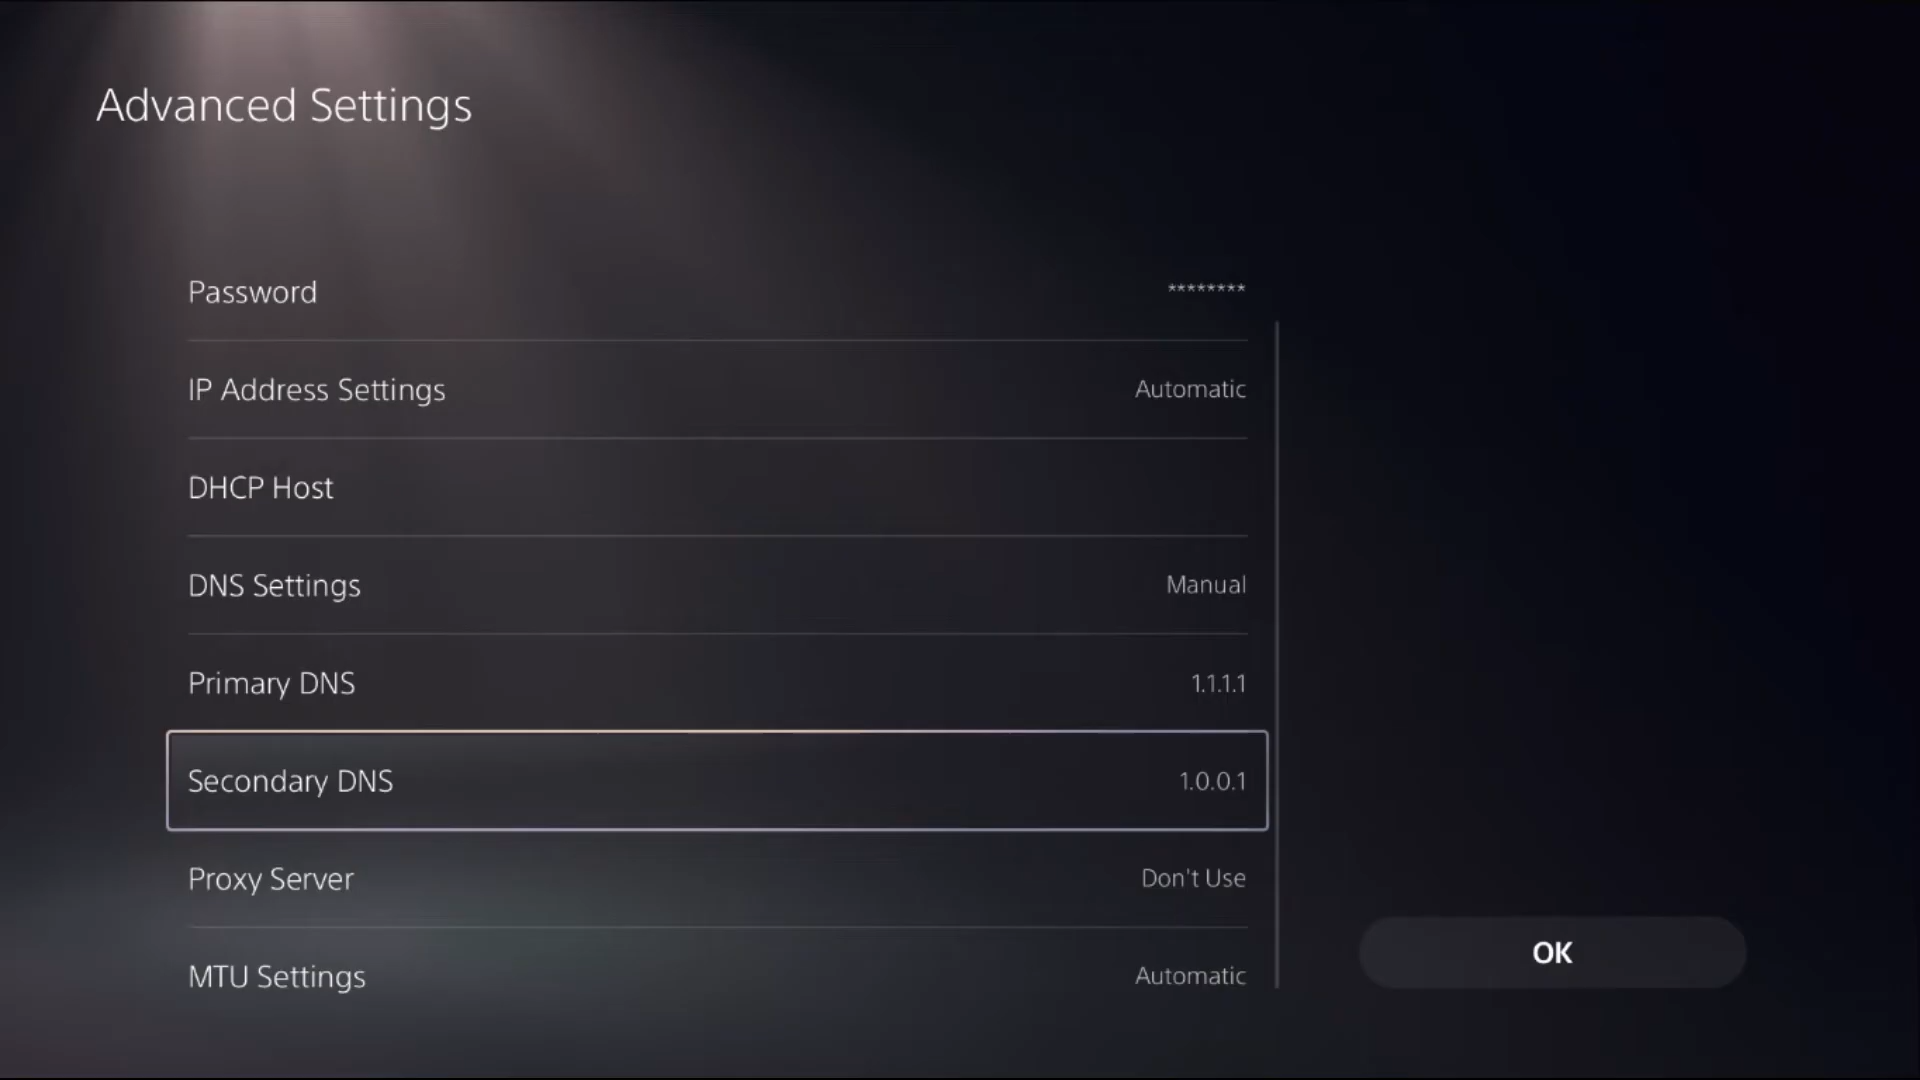 Advanced Settings
Password ********
IP Address Settings Automatic
DHCP Host
DNS Settings Manual
Primary DNS 1.1.1.1
Secondary DNS 1.0.0.1
Proxy Server Don't Use
MTU Settings Automatic
OK